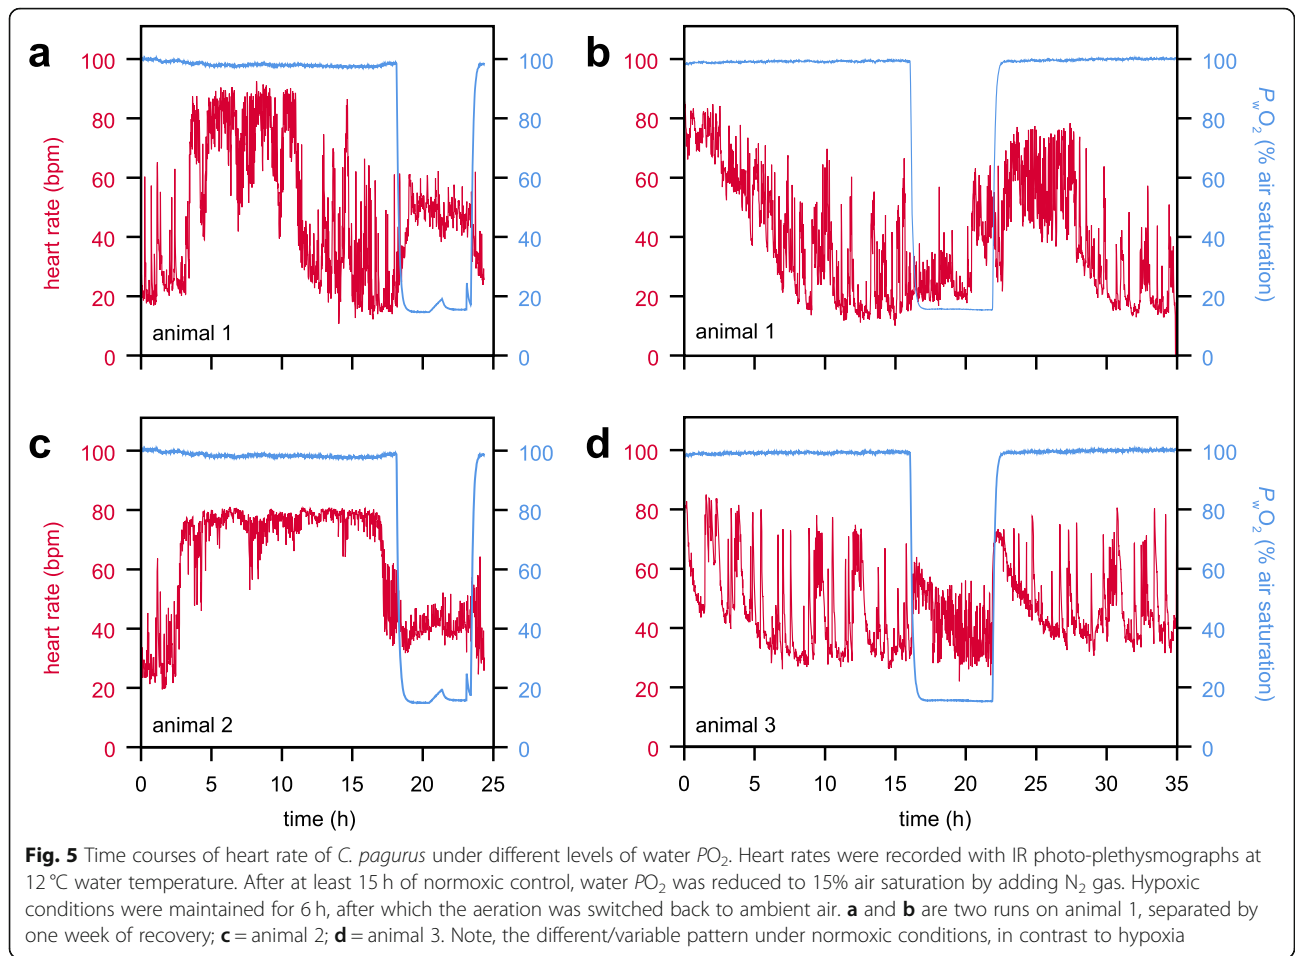 a
b
100
80
60
40
20
0
heart rate (bpm)
100
80
60
40
20
0
animal 1
100
80
60
40
20
0
100
80
60
40
20
0
PwO2 (% air saturation)
animal 1
c
d
100
80
60
40
20
0
heart rate (bpm)
100
80
60
40
20
0
animal 2
100
80
60
40
20
0
100
80
60
40
20
0
PwO2 (% air saturation)
animal 3
0 5 10 15 20 25
time (h)
0 5 10 15 20 25 30 35
time (h)
Fig. 5 Time courses of heart rate of C. pagurus under different levels of water PO2. Heart rates were recorded with IR photo-plethysmographs at
12 °C water temperature. After at least 15 h of normoxic control, water PO2 was reduced to 15% air saturation by adding N2 gas. Hypoxic
conditions were maintained for 6 h, after which the aeration was switched back to ambient air. a and b are two runs on animal 1, separated by
one week of recovery; c = animal 2; d = animal 3. Note, the different/variable pattern under normoxic conditions, in contrast to hypoxia